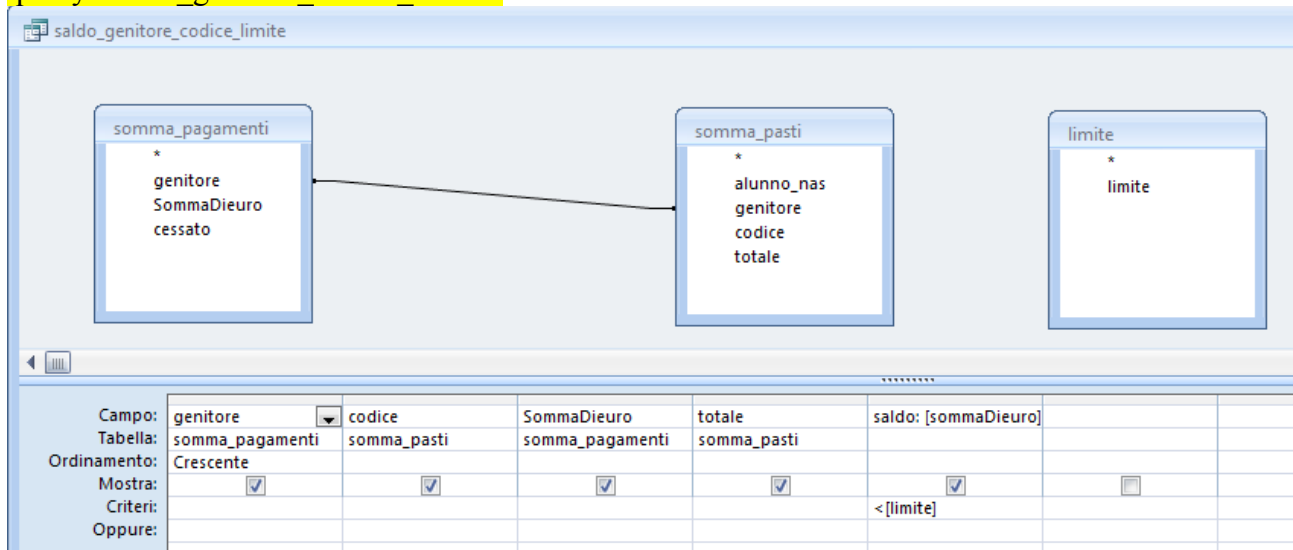 saldo_genitore_codice_limite
somma_pagamenti
*
genitore
SommaDieuro
cessato
somma_pasti
*
alunno_nas
genitore
codice
totale
limite
*
limite
Campo: genitore codice SommaDieuro totale saldo: [sommaDieuro]
Tabella: somma_pagamenti somma_pasti somma_pagamenti somma_pasti
Ordinamento: Crescente
Mostra:
Criteri: <[limite]
Oppure: